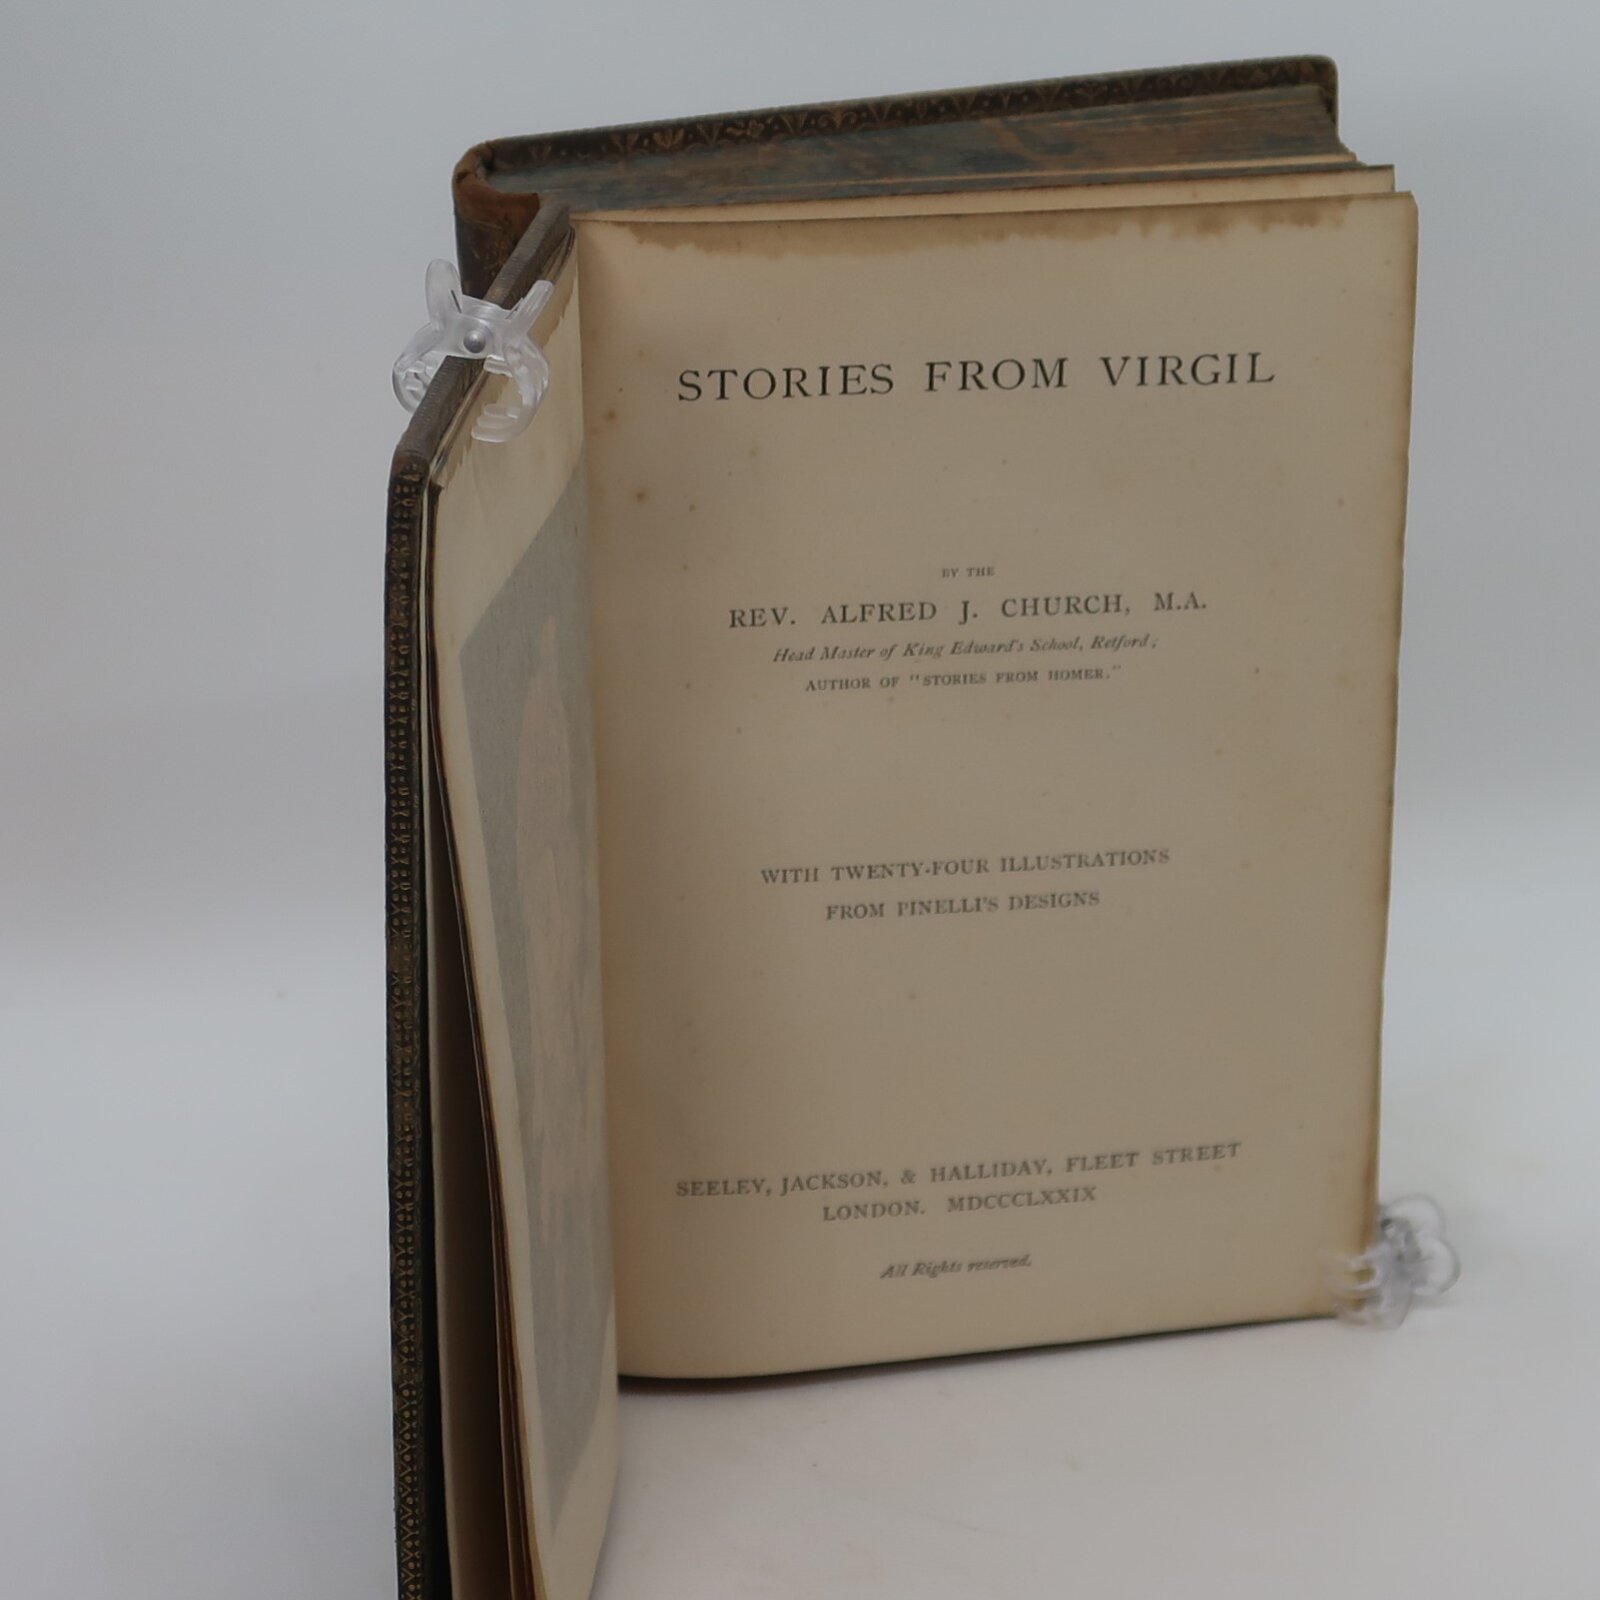 STORIES FROM VIRGIL
BY THE
REV. ALFRED J. CHURCH, M.A.
Head Master of King Edward's School, Retford;
AUTHOR OF "STORIES FROM HOMER."
WITH TWENTY-FOUR ILLUSTRATIONS
FROM PINELLI'S DESIGNS
SEELEY, JACKSON, & HALLIDAY, FLEET STREET
LONDON. MDCCCLXXIX
All Rights reserved.